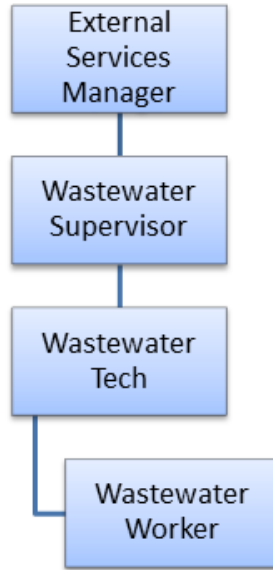 External
Services
Manager
Wastewater
Supervisor
Wastewater
Tech
Wastewater
Worker